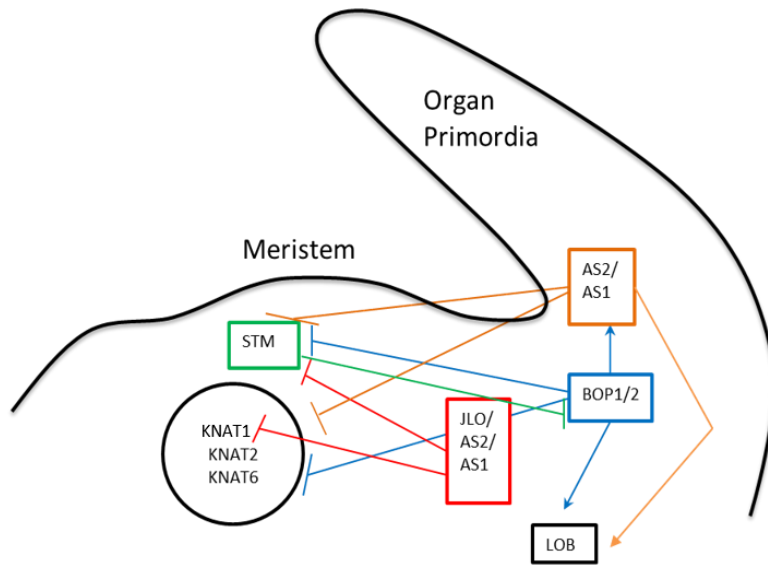 Organ
Primordia
Meristem
AS2/
AS1
STM
BOP1/2
JLO/
AS2/
AS1
KNAT1
KNAT2
KNAT6
LOB